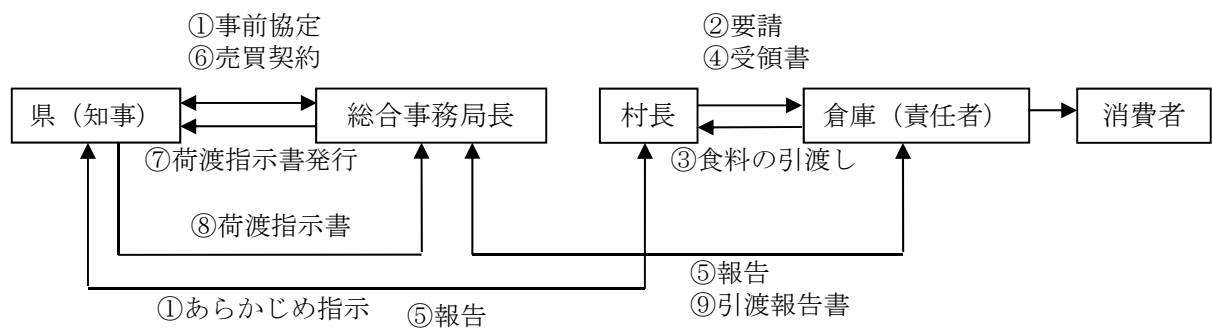 ①事前協定
⑥売買契約
②要請
④受領書
県（知事）
総合事務局長
村長
倉庫（責任者）
消費者
⑦荷渡指示書発行
③食料の引渡し
⑧荷渡指示書
⑤報告
⑨引渡報告書
①あらかじめ指示
⑤報告